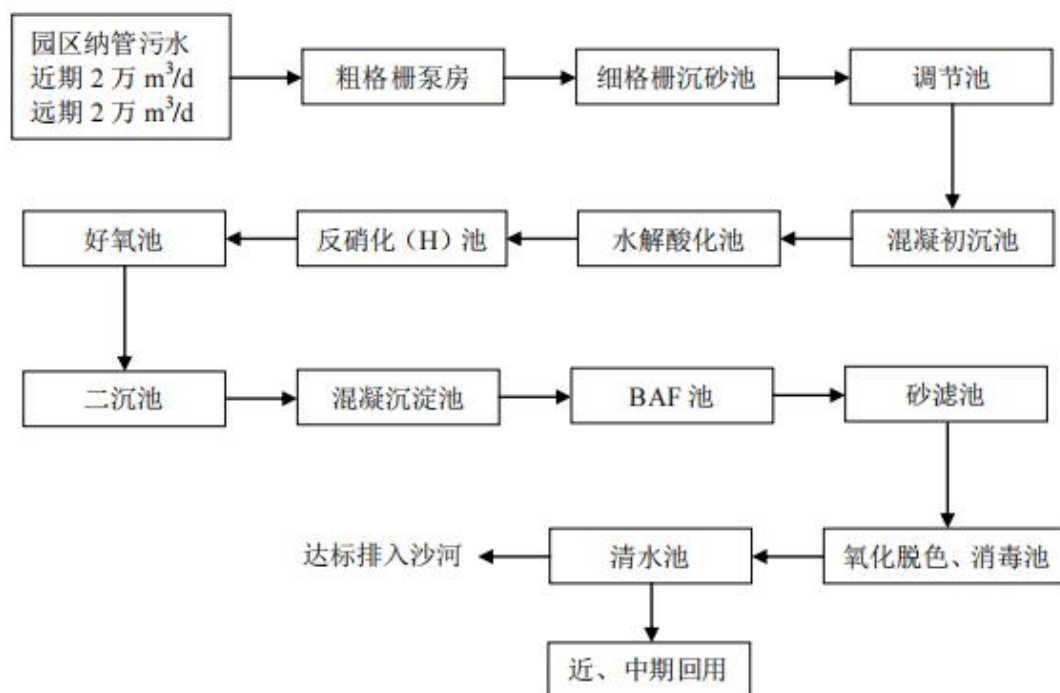 园区纳管污水
近期 2 万 m³/d
远期 2 万 m³/d
粗格栅泵房
细格栅沉砂池
调节池
混凝初沉池
水解酸化池
反硝化（H）池
好氧池
二沉池
混凝沉淀池
BAF 池
砂滤池
氧化脱色、消毒池
清水池
达标排入沙河
近、中期回用